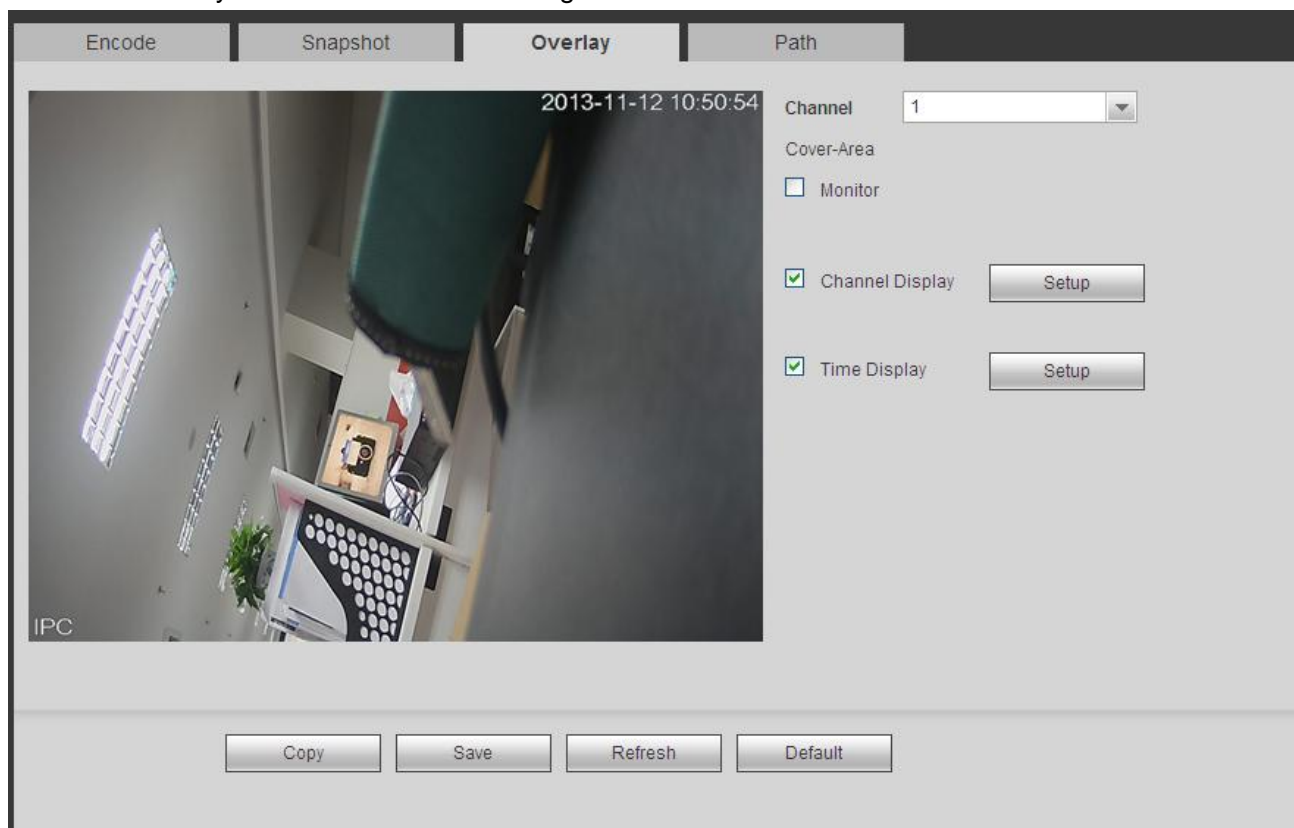 Encode Snapshot Overlay Path
2013-11-12 10:50:54
Channel 1
Cover-Area
Monitor
Channel Display Setup
Time Display Setup
IPC
Copy Save Refresh Default